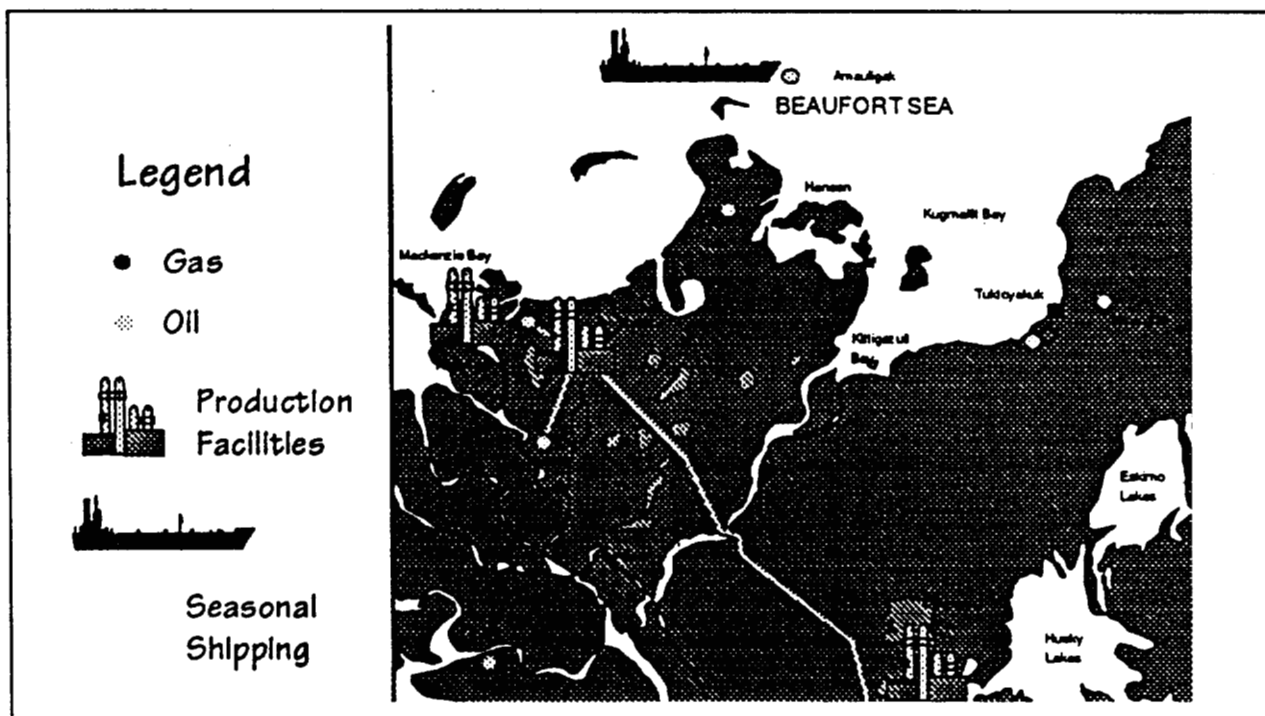 Legend
Gas
Oil
Production
Facilities
Seasonal
Shipping
Amauligak
BEAUFORT SEA
Hansen
Kugmallit Bay
Mackenzie Bay
Tuktoyaktuk
Kittigazuit
Bay
Eskimo
Lakes
Husky
Lakes